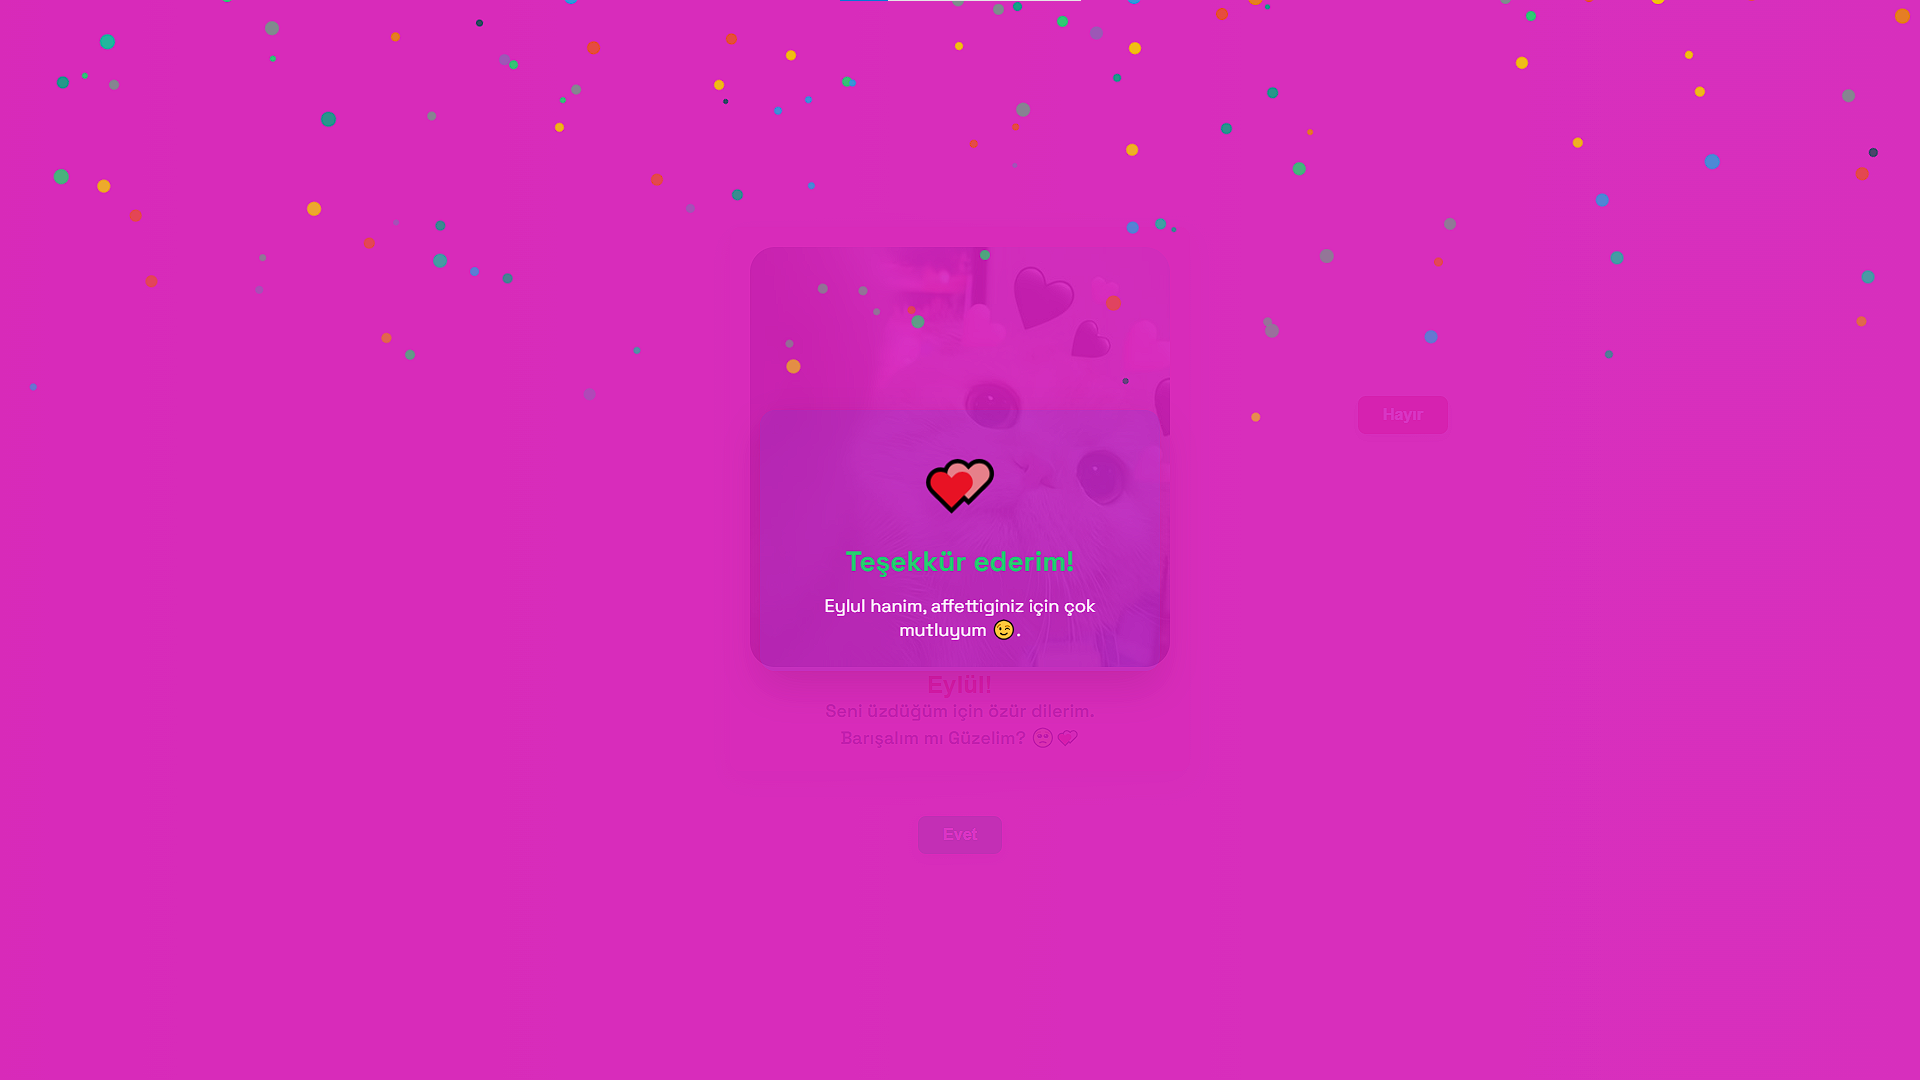 Hayır
Teşekkür ederim!
Eylul hanim, affettiginiz için çok
mutluyum 😉.
Eylül!
Seni üzdüğüm için özür dilerim.
Barışalım mı Güzelim? 🥺💕
Evet